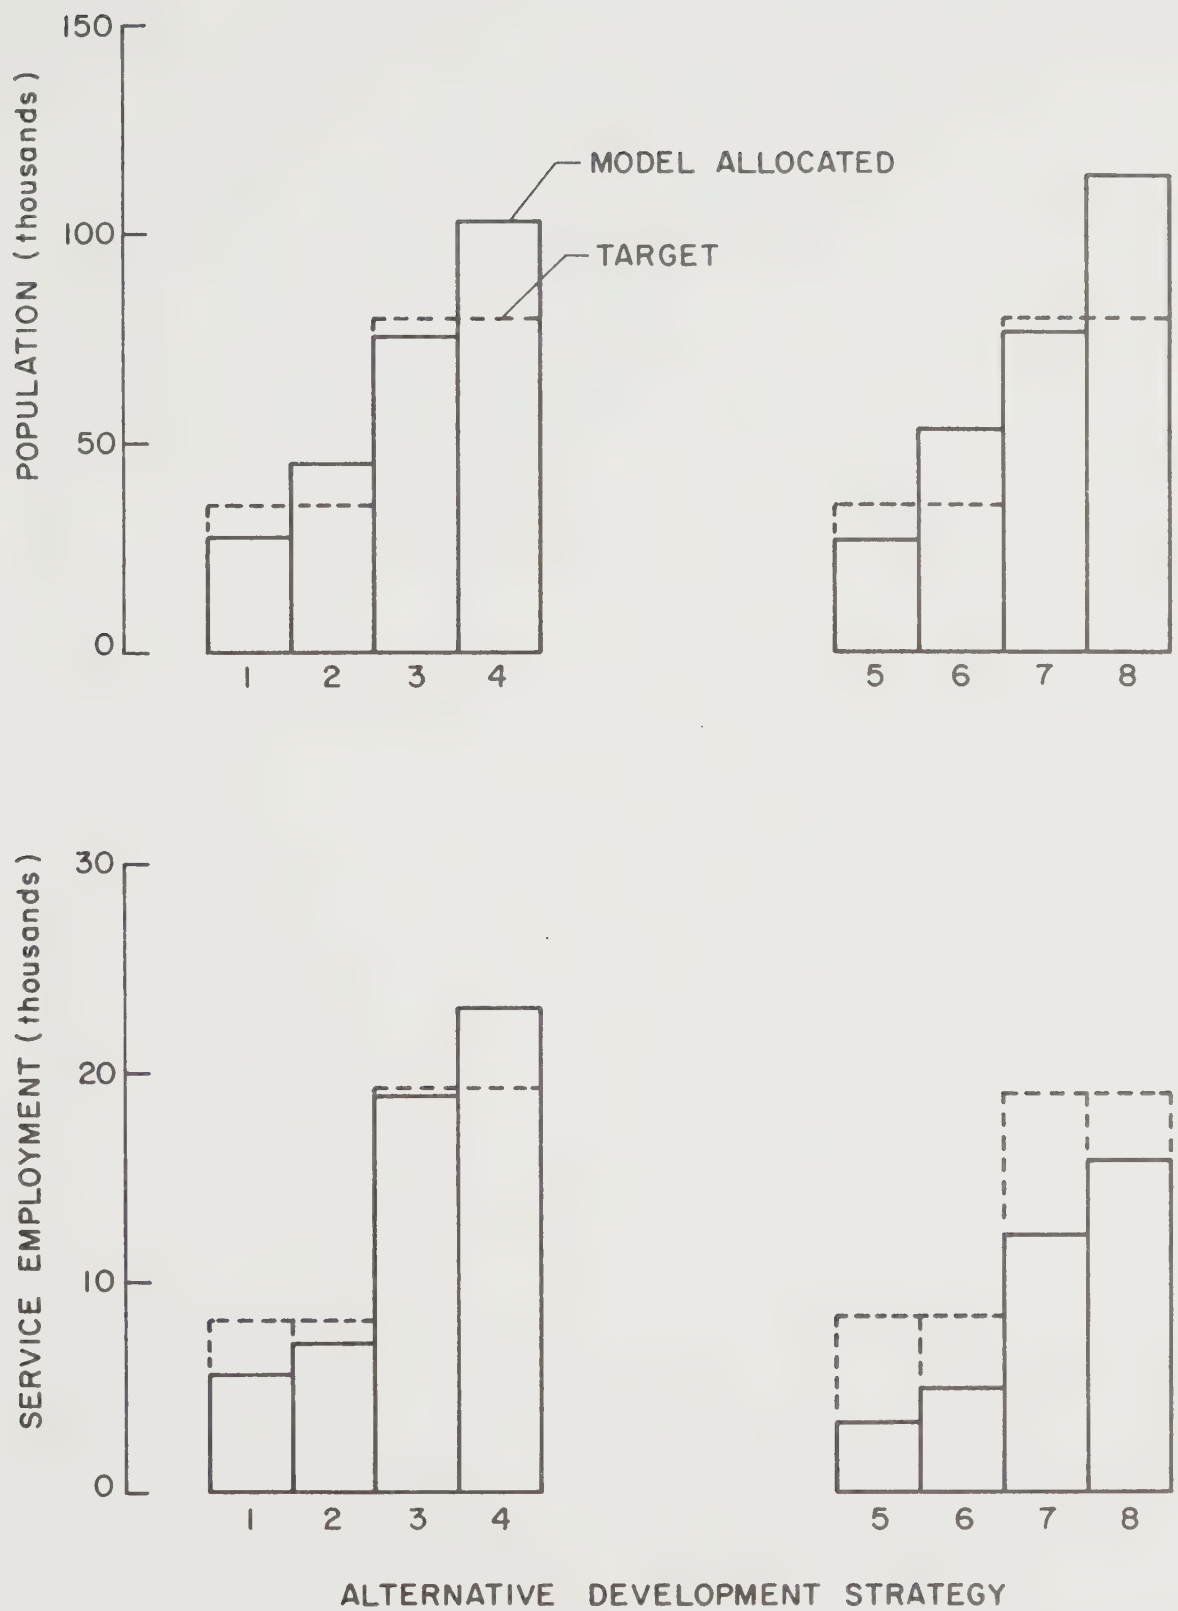 POPULATION (thousands)
150
100
50
0
MODEL ALLOCATED
TARGET
1 2 3 4 5 6 7 8
SERVICE EMPLOYMENT (thousands)
30
20
10
0
1 2 3 4 5 6 7 8
ALTERNATIVE DEVELOPMENT STRATEGY